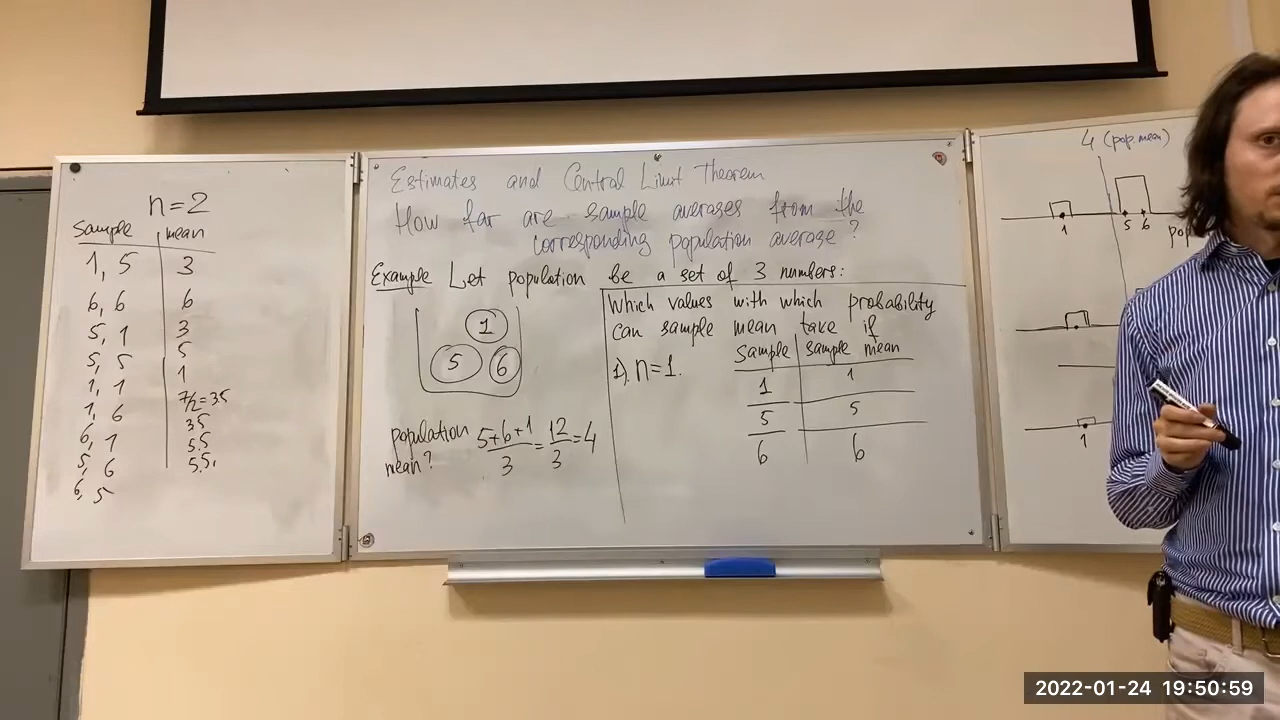 n=2
Sample mean
1, 5 3
6, 6 6
5, 1 3
5, 5 5
1, 1 1
1, 6 7/2=3.5
6, 1 3.5
5, 6 5.5
6, 5 5.5
Estimates and Central Limit Theorem
How far are sample averages from the
corresponding population average?
Example Let population be a set of 3 numbers:
1
5 6
population
mean?
5+6+1/3=12/3=4
Which values with which probability
can sample mean take if
1). n=1.
Sample sample mean
1 1
5 5
6 6
4 (pop. mean)
1 5 6
pop
1
2022-01-24 19:50:59